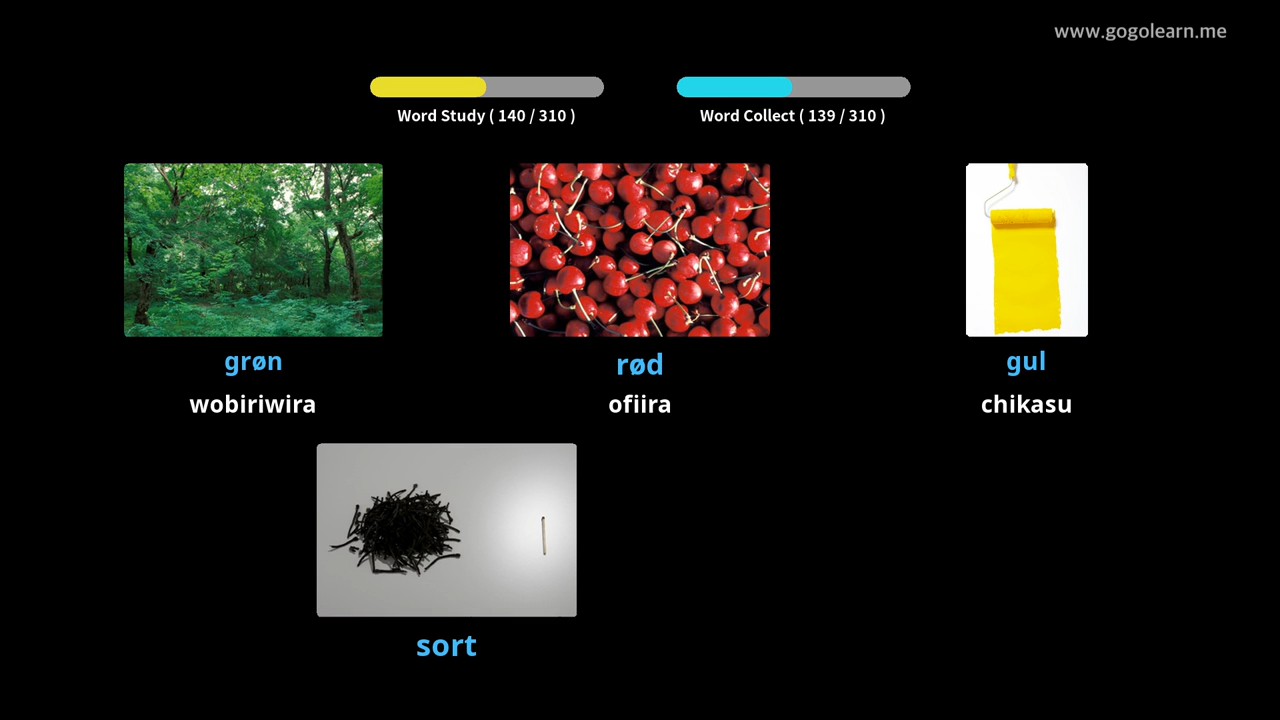 www.gogolearn.me
Word Study ( 140 / 310 )
Word Collect ( 139 / 310 )
grøn
rød
gul
wobiriwira
ofiira
chikasu
sort